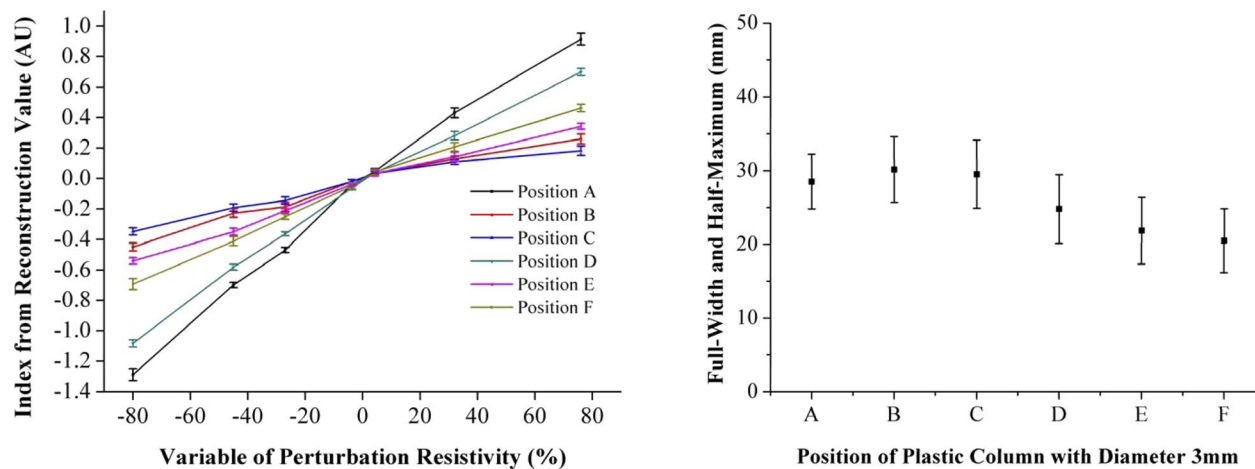 Index from Reconstruction Value (AU)
1.0
0.8
0.6
0.4
0.2
0.0
-0.2
-0.4
-0.6
-0.8
-1.0
-1.2
-1.4
Position A
Position B
Position C
Position D
Position E
Position F
-80 -60 -40 -20 0 20 40 60 80
Variable of Perturbation Resistivity (%)
Full-Width and Half-Maximum (mm)
50
40
30
20
10
0
A B C D E F
Position of Plastic Column with Diameter 3mm